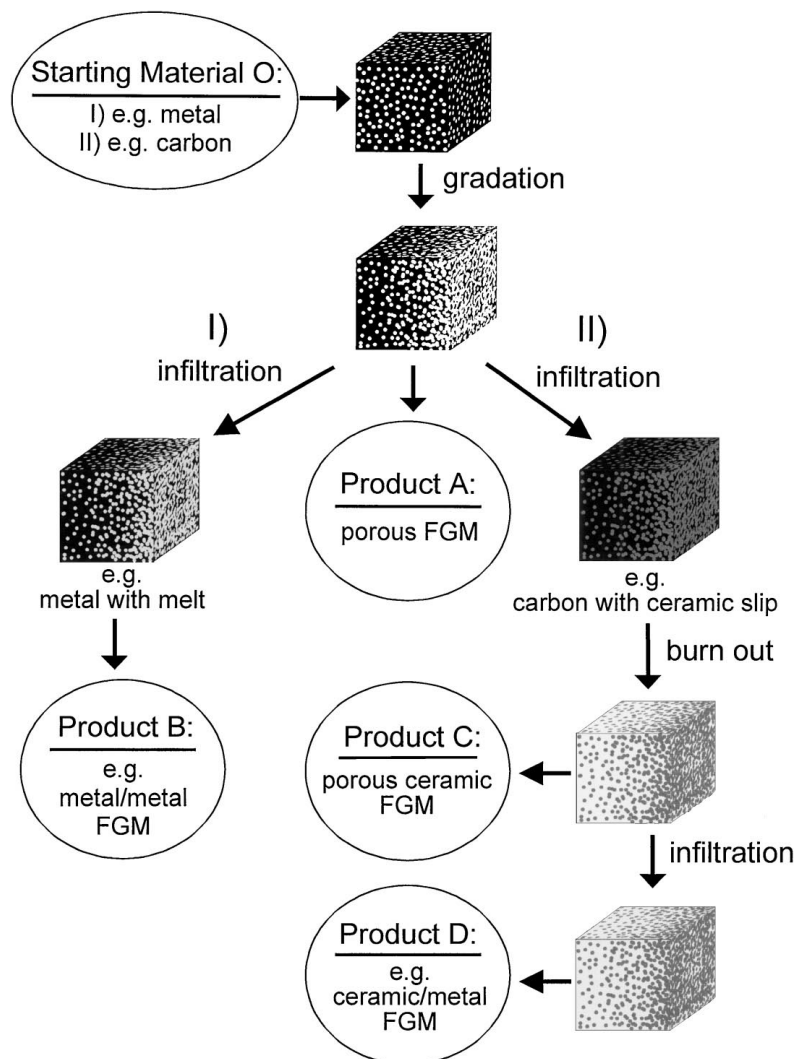 Starting Material O:
I) e.g. metal
II) e.g. carbon
gradation
I)
infiltration
II)
infiltration
Product A:
porous FGM
e.g.
metal with melt
e.g.
carbon with ceramic slip
burn out
Product B:
e.g.
metal/metal
FGM
Product C:
porous ceramic
FGM
infiltration
Product D:
e.g.
ceramic/metal
FGM